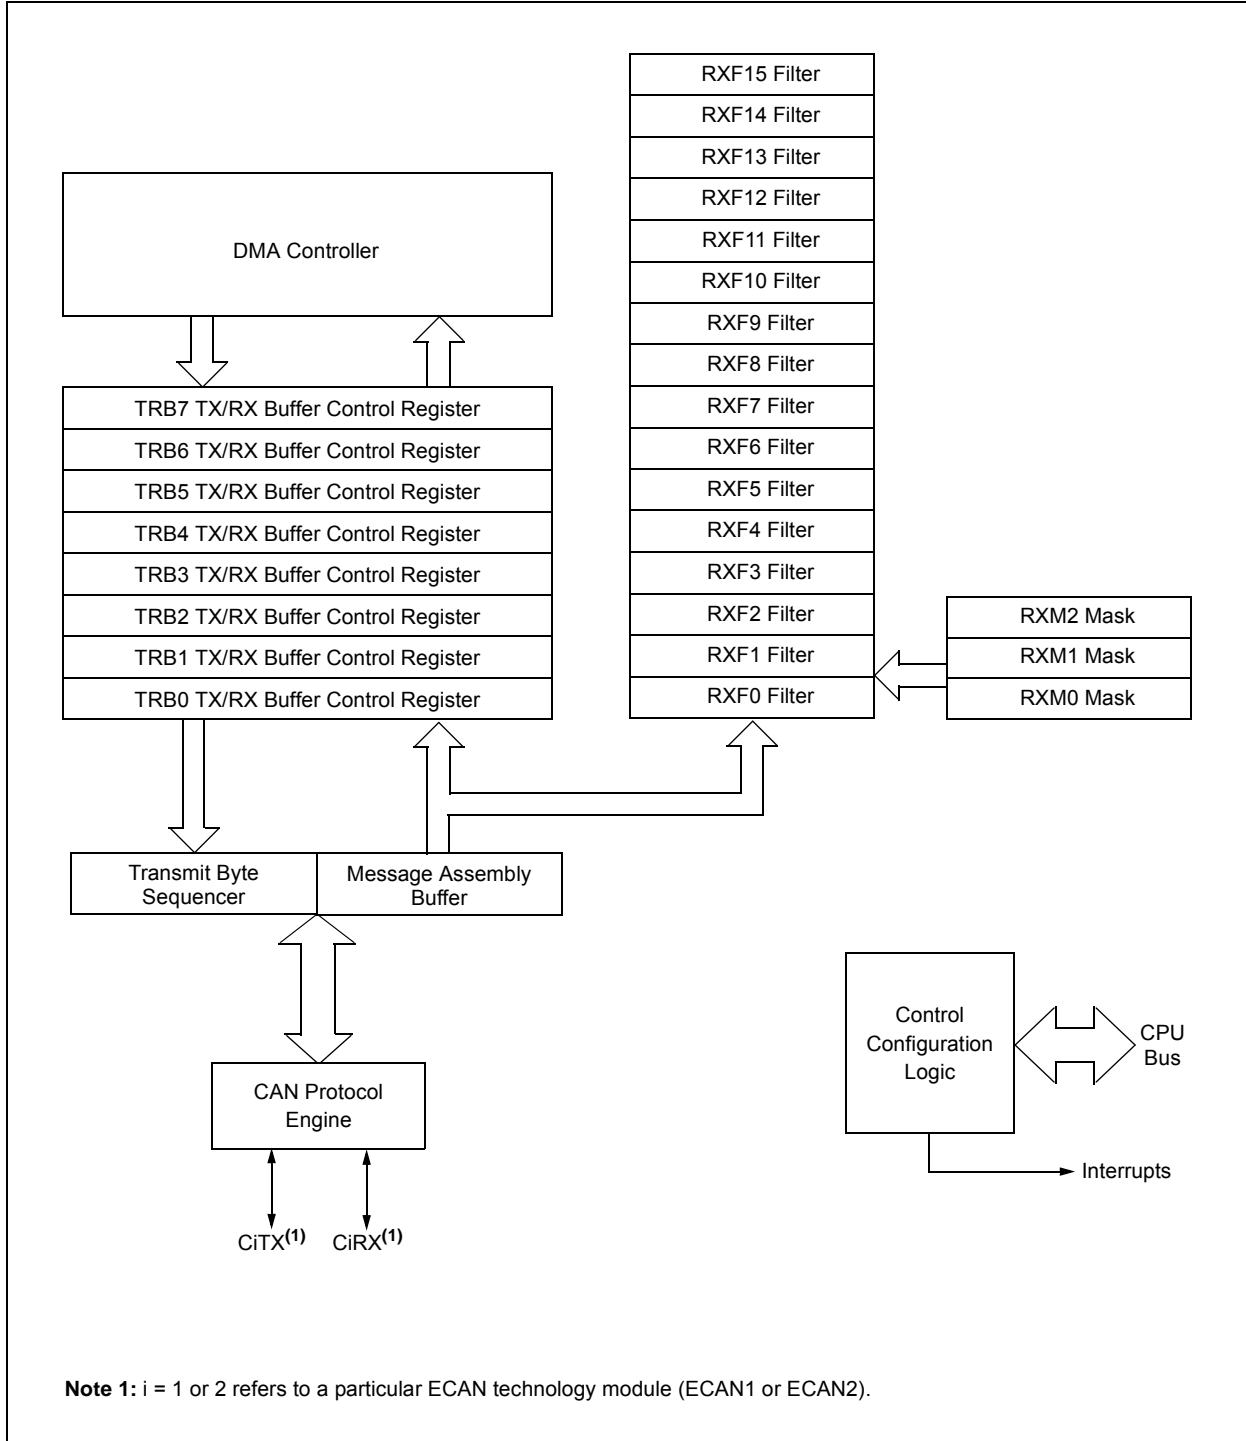 RXF15 Filter
RXF14 Filter
RXF13 Filter
RXF12 Filter
RXF11 Filter
RXF10 Filter
RXF9 Filter
RXF8 Filter
RXF7 Filter
RXF6 Filter
RXF5 Filter
RXF4 Filter
RXF3 Filter
RXF2 Filter
RXF1 Filter
RXF0 Filter
DMA Controller
TRB7 TX/RX Buffer Control Register
TRB6 TX/RX Buffer Control Register
TRB5 TX/RX Buffer Control Register
TRB4 TX/RX Buffer Control Register
TRB3 TX/RX Buffer Control Register
TRB2 TX/RX Buffer Control Register
TRB1 TX/RX Buffer Control Register
TRB0 TX/RX Buffer Control Register
RXM2 Mask
RXM1 Mask
RXM0 Mask
Transmit Byte
Sequencer
Message Assembly
Buffer
Control
Configuration
Logic
CPU
Bus
CAN Protocol
Engine
Interrupts
CiTX(1)
CiRX(1)
Note 1: i = 1 or 2 refers to a particular ECAN technology module (ECAN1 or ECAN2).